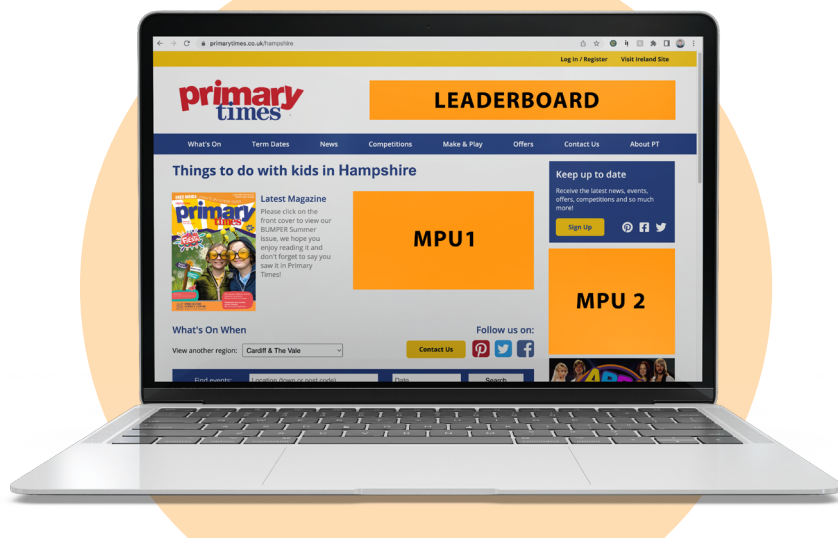 primarytimes.co.uk/hampshire
Log In / Register Visit Ireland Site
primary
times
LEADERBOARD
What's On Term Dates News Competitions Make & Play Offers Contact Us About PT
Things to do with kids in Hampshire
Latest Magazine
Please click on the
front cover to view our
BUMPER Summer
issue, we hope you
enjoy reading it and
don't forget to say you
saw it in Primary
Times!
primary
times
MPU1
Keep up to date
Receive the latest news, events,
offers, competitions and so much
more!
Sign Up
MPU 2
What's On When
Follow us on:
View another region: Cardiff & The Vale
Contact Us
Find events: Location (town or post code) Date Search